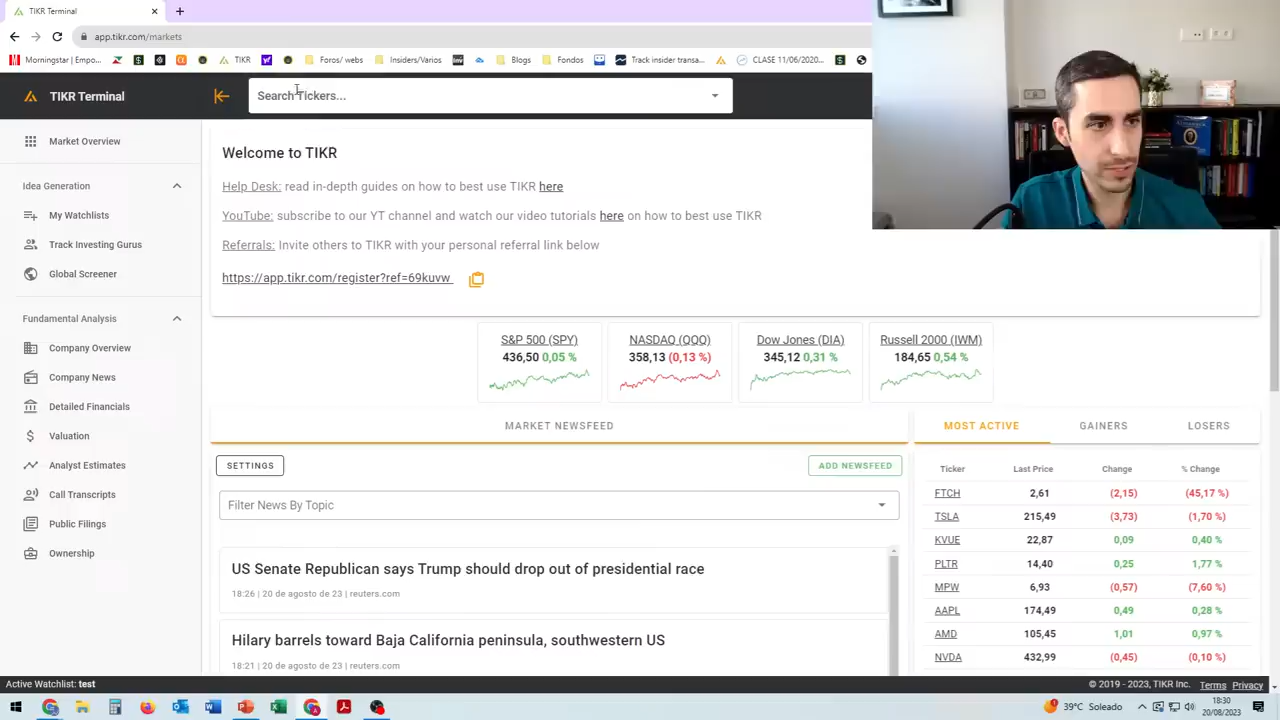 TIKR Terminal
app.tikr.com/markets
Morningstar | Empo...
TIKR
Foros/ webs
Insiders/Varios
Blogs
Fondos
Track insider transa...
CLASE 11/06/2020...
TIKR Terminal
Search Tickers...
Market Overview
Idea Generation
My Watchlists
Track Investing Gurus
Global Screener
Fundamental Analysis
Company Overview
Company News
Detailed Financials
Valuation
Analyst Estimates
Call Transcripts
Public Filings
Ownership
Welcome to TIKR
Help Desk: read in-depth guides on how to best use TIKR here
YouTube: subscribe to our YT channel and watch our video tutorials here on how to best use TIKR
Referrals: Invite others to TIKR with your personal referral link below
https://app.tikr.com/register?ref=69kuvw
S&P 500 (SPY)
436,50 0,05 %
NASDAQ (QQQ)
358,13 (0,13 %)
Dow Jones (DIA)
345,12 0,31 %
Russell 2000 (IWM)
184,65 0,54 %
MARKET NEWSFEED
SETTINGS
ADD NEWSFEED
Filter News By Topic
US Senate Republican says Trump should drop out of presidential race
18:26 | 20 de agosto de 23 | reuters.com
Hilary barrels toward Baja California peninsula, southwestern US
18:21 | 20 de agosto de 23 | reuters.com
MOST ACTIVE GAINERS LOSERS
Ticker Last Price Change % Change
FTCH 2,61 (2,15) (45,17 %)
TSLA 215,49 (3,73) (1,70 %)
KVUE 22,87 0,09 0,40 %
PLTR 14,40 0,25 1,77 %
MPW 6,93 (0,57) (7,60 %)
AAPL 174,49 0,49 0,28 %
AMD 105,45 1,01 0,97 %
NVDA 432,99 (0,45) (0,10 %)
Active Watchlist: test
© 2019 - 2023, TIKR Inc. Terms Privacy
39°C Soleado
18:30
20/08/2023